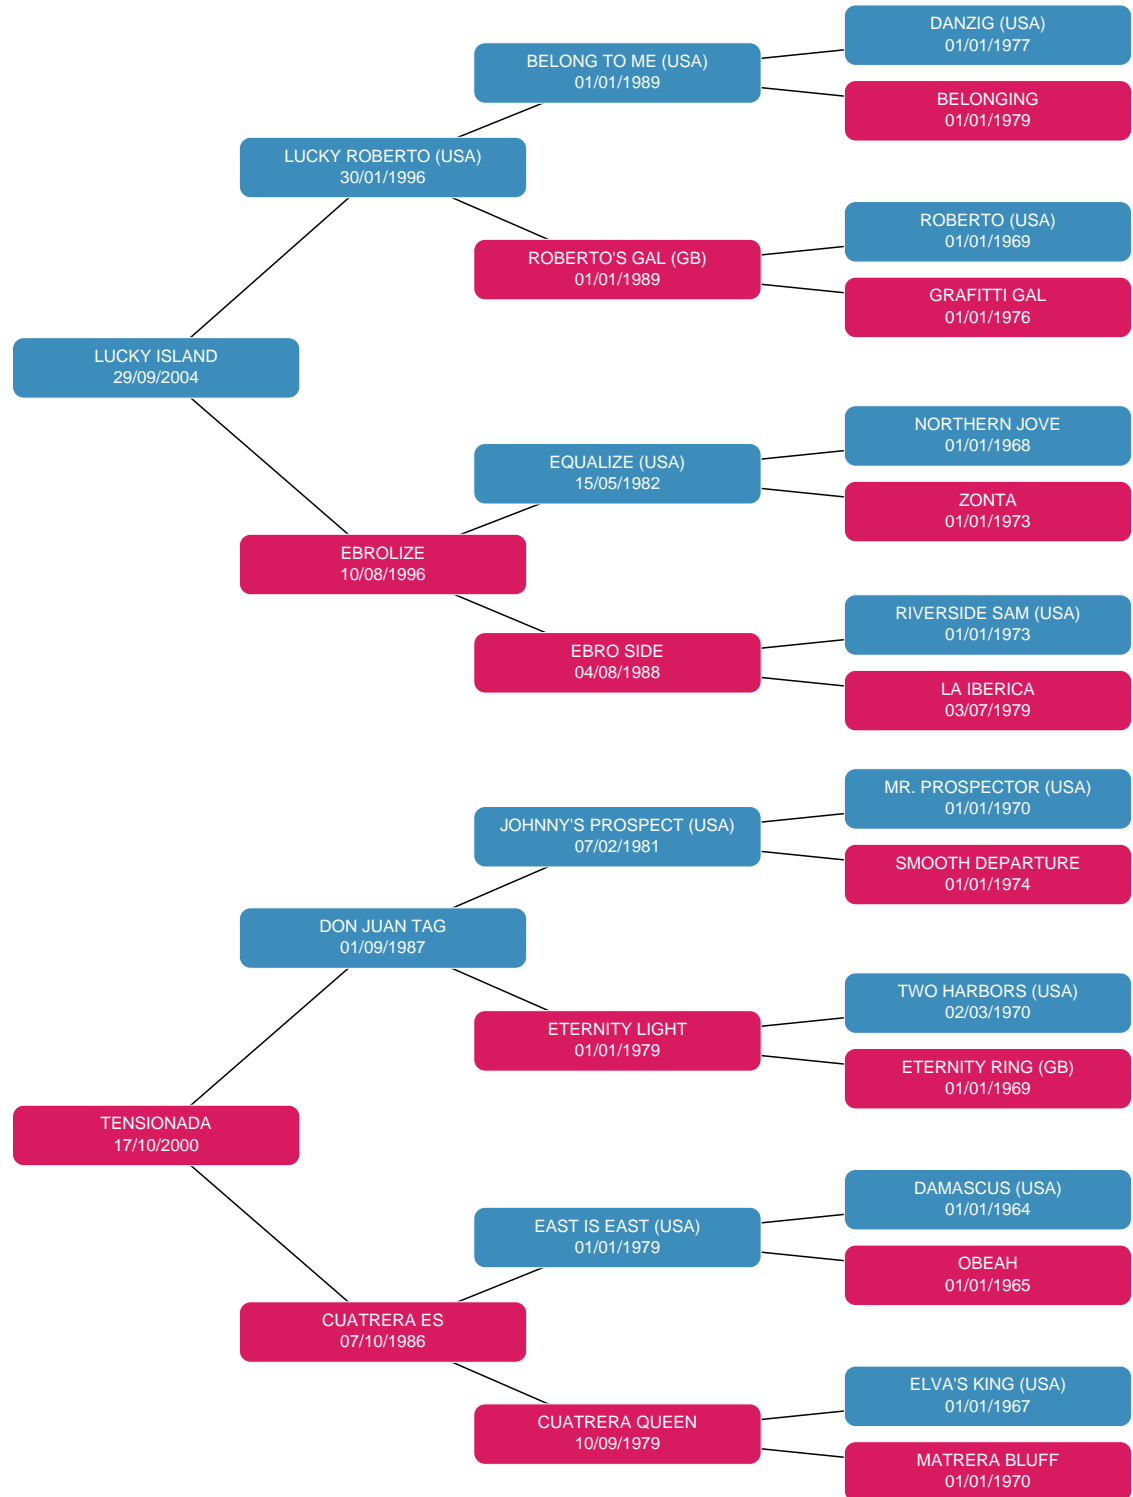 DANZIG (USA)
01/01/1977
BELONG TO ME (USA)
01/01/1989
BELONGING
01/01/1979
LUCKY ROBERTO (USA)
30/01/1996
ROBERTO (USA)
01/01/1969
ROBERTO'S GAL (GB)
01/01/1989
GRAFITTI GAL
01/01/1976
LUCKY ISLAND
29/09/2004
NORTHERN JOVE
01/01/1968
EQUALIZE (USA)
15/05/1982
ZONTA
01/01/1973
EBROLIZE
10/08/1996
RIVERSIDE SAM (USA)
01/01/1973
EBRO SIDE
04/08/1988
LA IBERICA
03/07/1979
MR. PROSPECTOR (USA)
01/01/1970
JOHNNY'S PROSPECT (USA)
07/02/1981
SMOOTH DEPARTURE
01/01/1974
DON JUAN TAG
01/09/1987
TWO HARBORS (USA)
02/03/1970
ETERNITY LIGHT
01/01/1979
ETERNITY RING (GB)
01/01/1969
TENSIONADA
17/10/2000
DAMASCUS (USA)
01/01/1964
EAST IS EAST (USA)
01/01/1979
OBEAH
01/01/1965
CUATRERA ES
07/10/1986
ELVA'S KING (USA)
01/01/1967
CUATRERA QUEEN
10/09/1979
MATRERA BLUFF
01/01/1970